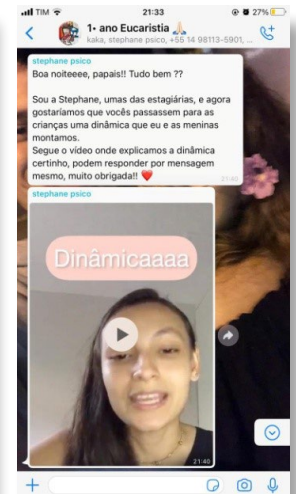 TIM
21:33
27%
1º ano Eucaristia 🙏🏻
kaka, stephane psico, +55 14 98113-5901, ...
stephane psico
Boa noiteeee, papais!! Tudo bem ??
Sou a Stephane, umas das estagiárias, e agora
gostaríamos que vocês passassem para as
crianças uma dinâmica que eu e as meninas
montamos.
Segue o vídeo onde explicamos a dinâmica
certinho, podem responder por mensagem
mesmo, muito obrigada!! ❤️
21:40
stephane psico
Dinâmicaaaa
21:40